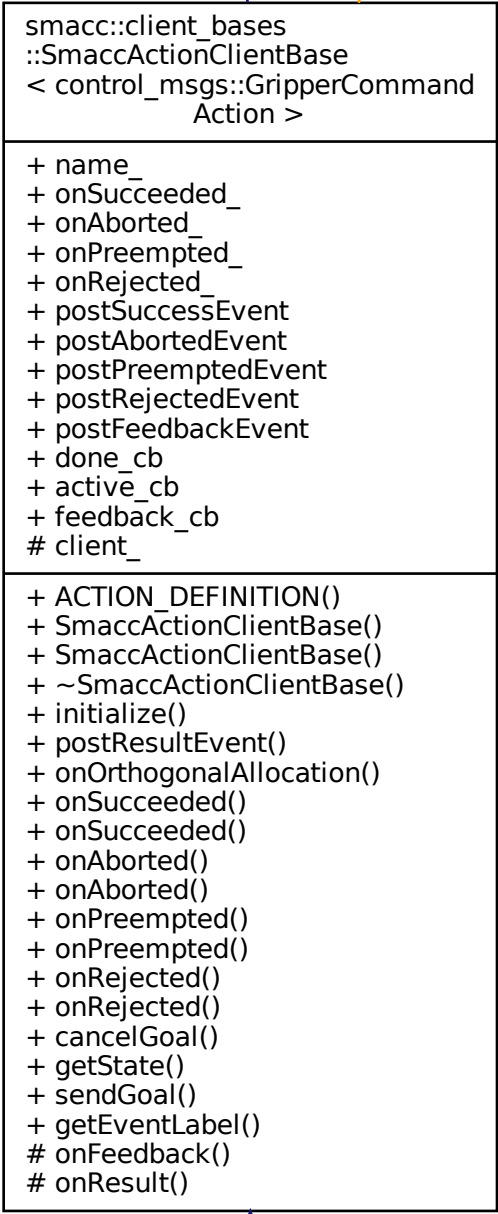 smacc::client_bases
::SmaccActionClientBase
< control_msgs::GripperCommand
Action >
+ name_
+ onSucceeded_
+ onAborted_
+ onPreempted_
+ onRejected_
+ postSuccessEvent
+ postAbortedEvent
+ postPreemptedEvent
+ postRejectedEvent
+ postFeedbackEvent
+ done_cb
+ active_cb
+ feedback_cb
# client_
+ ACTION_DEFINITION()
+ SmaccActionClientBase()
+ SmaccActionClientBase()
+ ~SmaccActionClientBase()
+ initialize()
+ postResultEvent()
+ onOrthogonalAllocation()
+ onSucceeded()
+ onSucceeded()
+ onAborted()
+ onAborted()
+ onPreempted()
+ onPreempted()
+ onRejected()
+ onRejected()
+ cancelGoal()
+ getState()
+ sendGoal()
+ getEventLabel()
# onFeedback()
# onResult()